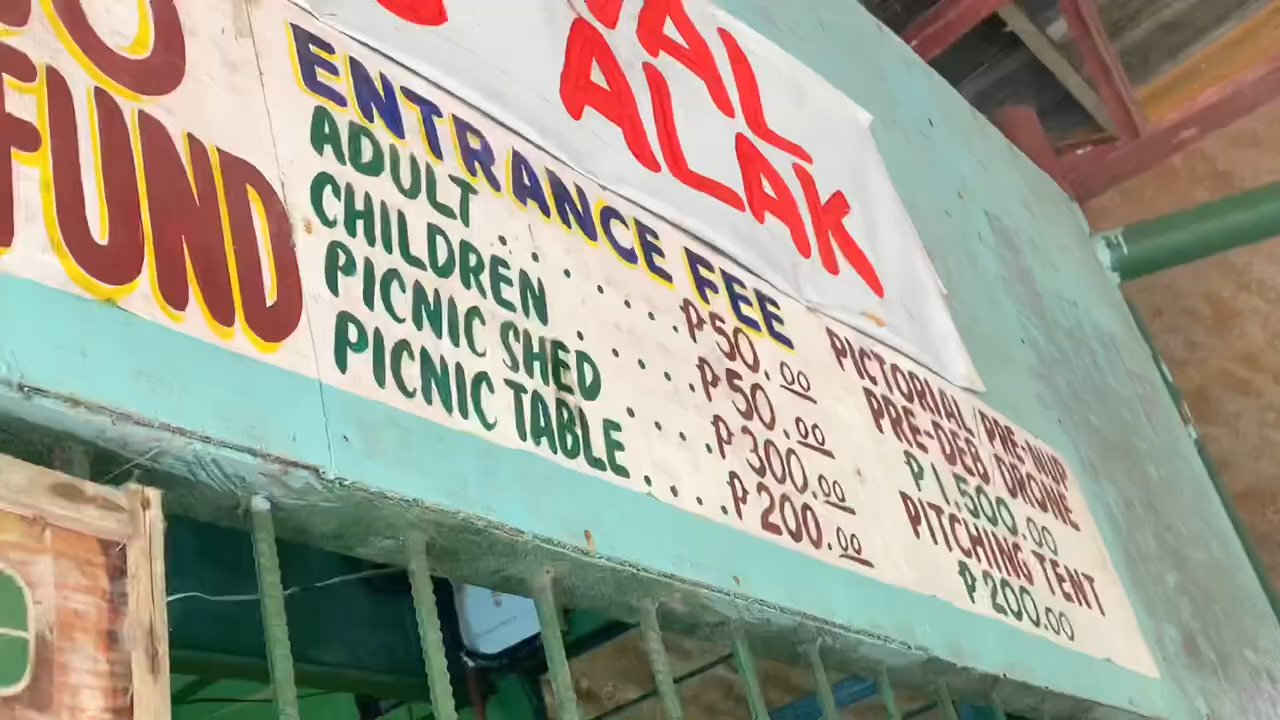 FUND
ALAK
ENTRANCE FEE
ADULT . . . . . . . ₱50.00
CHILDREN . . . . . ₱50.00
PICNIC SHED . . . . ₱300.00
PICNIC TABLE . . . . ₱200.00
PICTORIAL/PRE-NUP
PRE-DEB/DRONE
₱1,500.00
PITCHING TENT
₱200.00